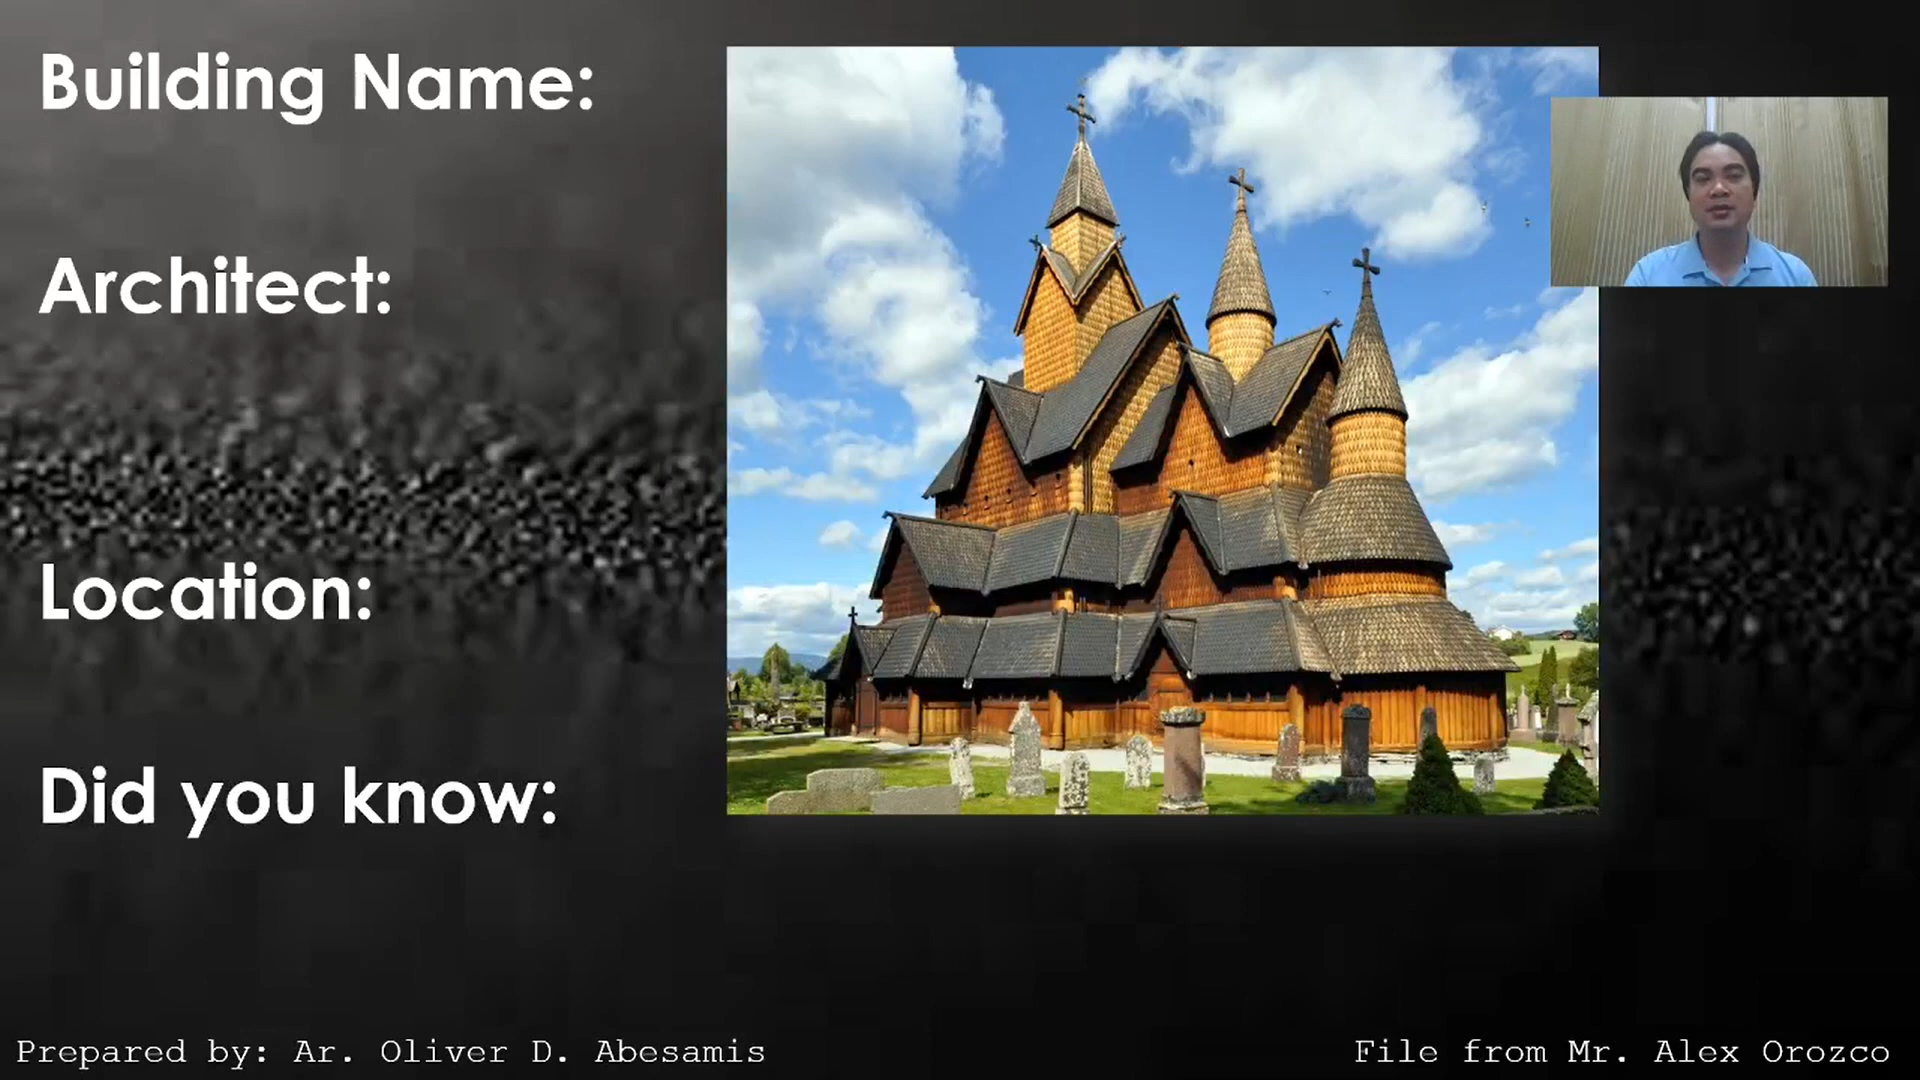 Building Name:
Architect:
Location:
Did you know:
Prepared by: Ar. Oliver D. Abesamis
File from Mr. Alex Orozco